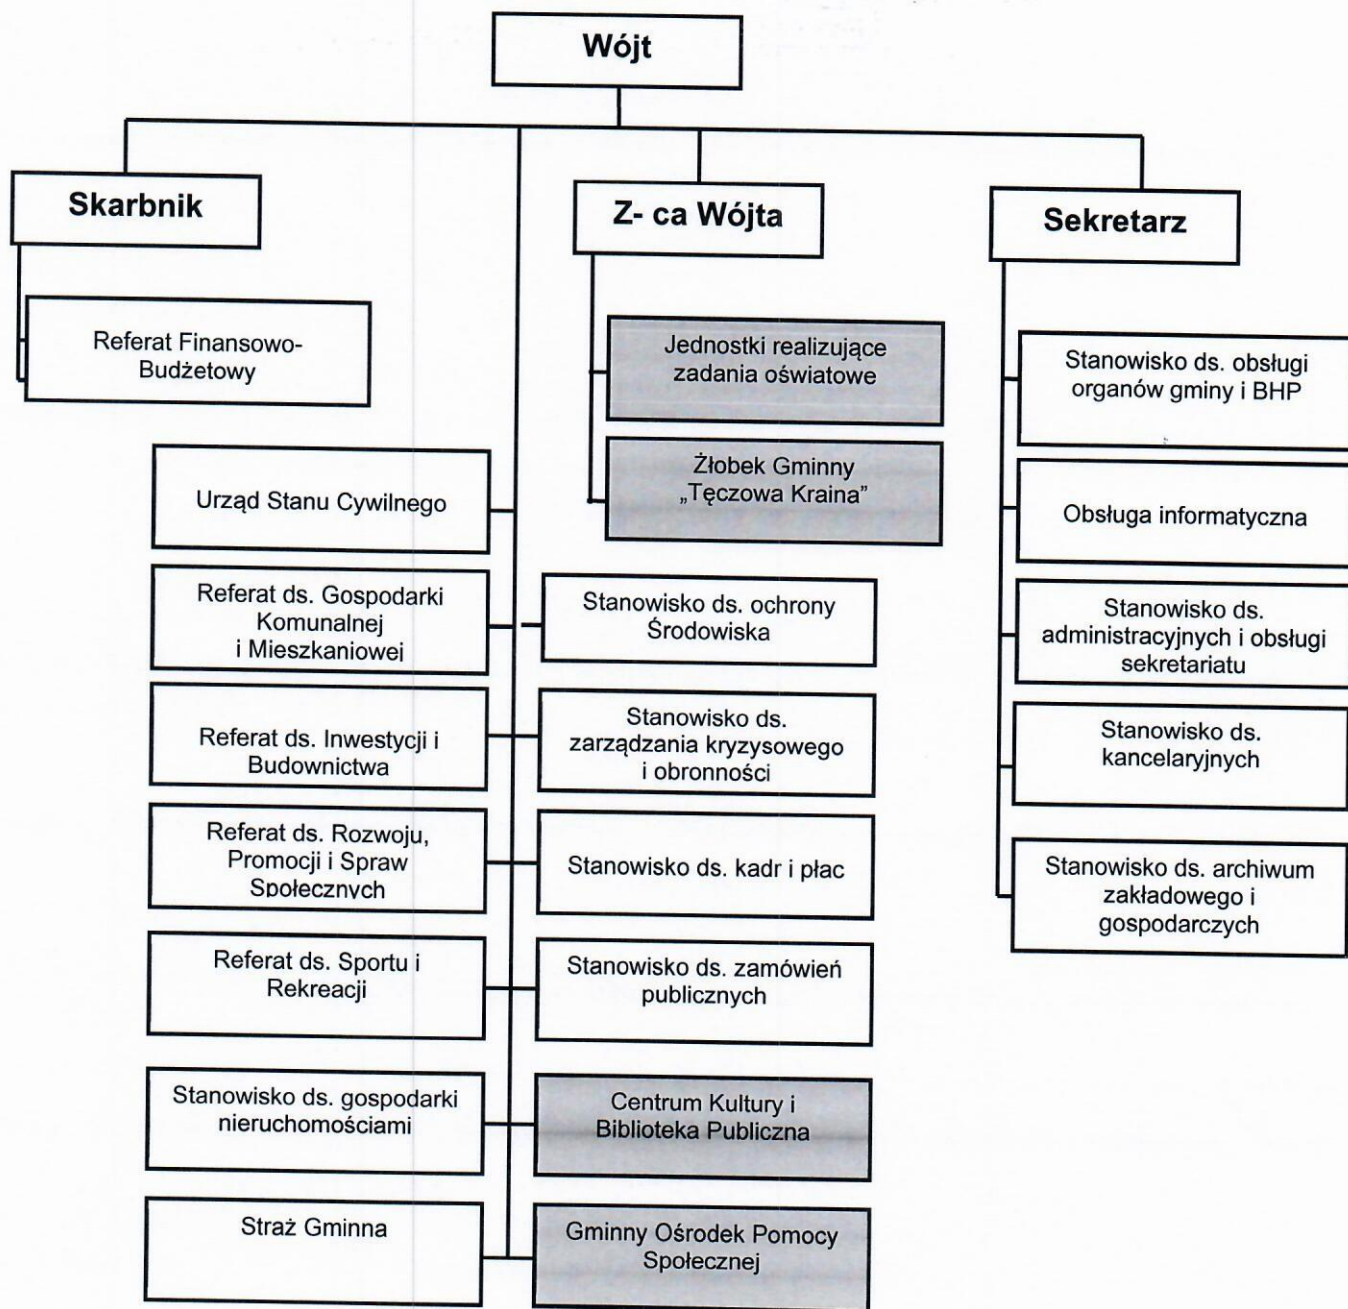 Wójt
Skarbnik
Z- ca Wójta
Sekretarz
Referat Finansowo-
Budżetowy
Jednostki realizujące
zadania oświatowe
Żłobek Gminny
„Tęczowa Kraina”
Stanowisko ds. obsługi
organów gminy i BHP
Obsługa informatyczna
Stanowisko ds.
administracyjnych i obsługi
sekretariatu
Stanowisko ds.
kancelaryjnych
Stanowisko ds. archiwum
zakładowego i
gospodarczych
Urząd Stanu Cywilnego
Referat ds. Gospodarki
Komunalnej
i Mieszkaniowej
Referat ds. Inwestycji i
Budownictwa
Referat ds. Rozwoju,
Promocji i Spraw
Społecznych
Referat ds. Sportu i
Rekreacji
Stanowisko ds. gospodarki
nieruchomościami
Straż Gminna
Stanowisko ds. ochrony
Środowiska
Stanowisko ds.
zarządzania kryzysowego
i obronności
Stanowisko ds. kadr i płac
Stanowisko ds. zamówień
publicznych
Centrum Kultury i
Biblioteka Publiczna
Gminny Ośrodek Pomocy
Społecznej